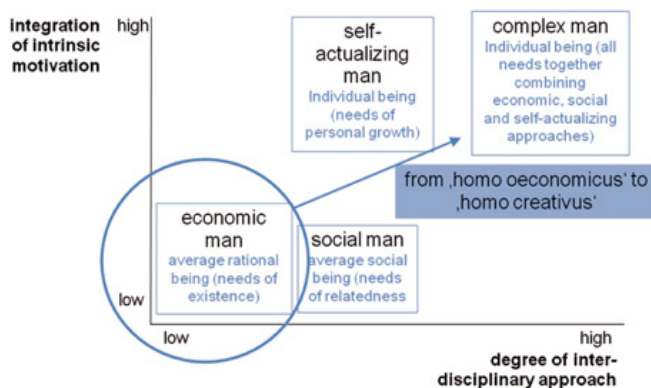 integration
of intrinsic
motivation
high
self-
actualizing
man
Individual being
(needs of
personal growth)
complex man
Individual being (all
needs together
combining
economic, social
and self-actualizing
approaches)
from ‚homo oeconomicus‘ to
‚homo creativus‘
economic
man
average rational
being (needs of
existence)
social man
average social
being (needs
of relatedness
low
low
high
degree of inter-
disciplinary approach